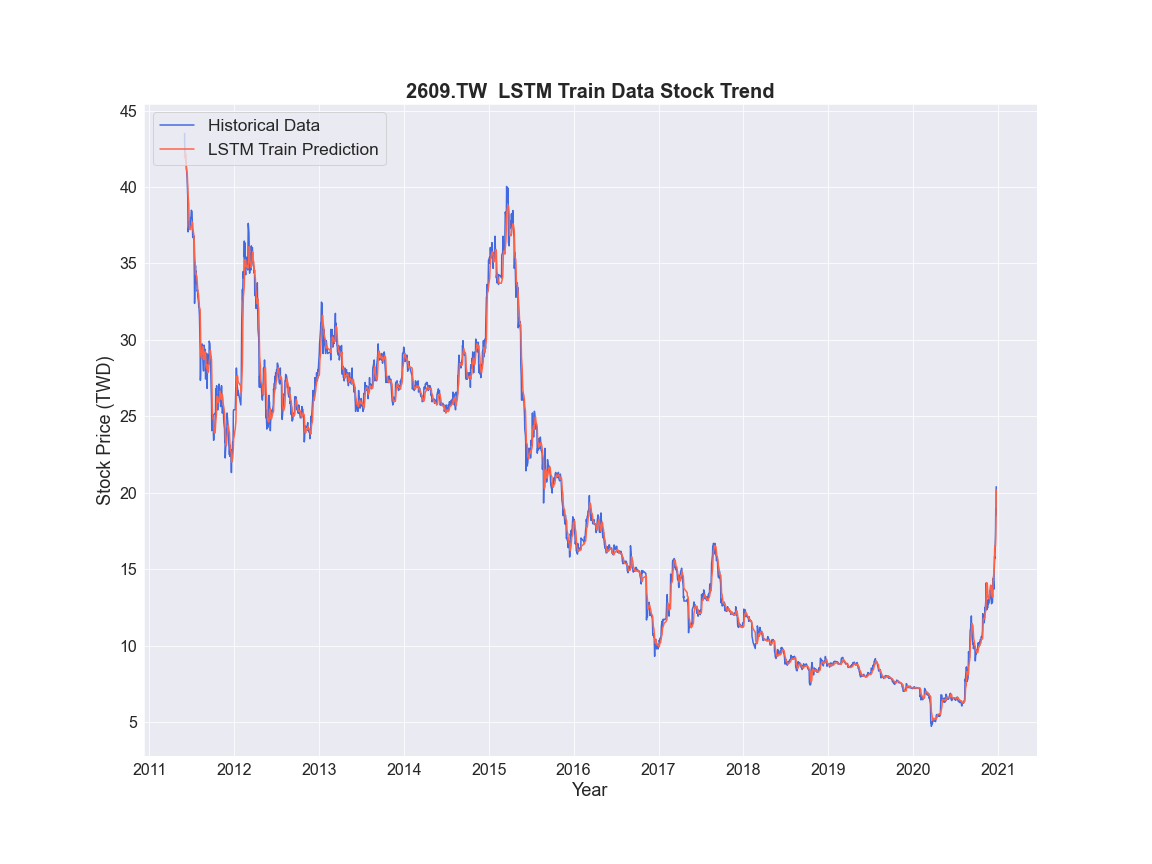 2609.TW  LSTM Train Data Stock Trend
Historical Data
LSTM Train Prediction
45
40
35
30
25
20
15
10
5
Stock Price (TWD)
2011 2012 2013 2014 2015 2016 2017 2018 2019 2020 2021
Year